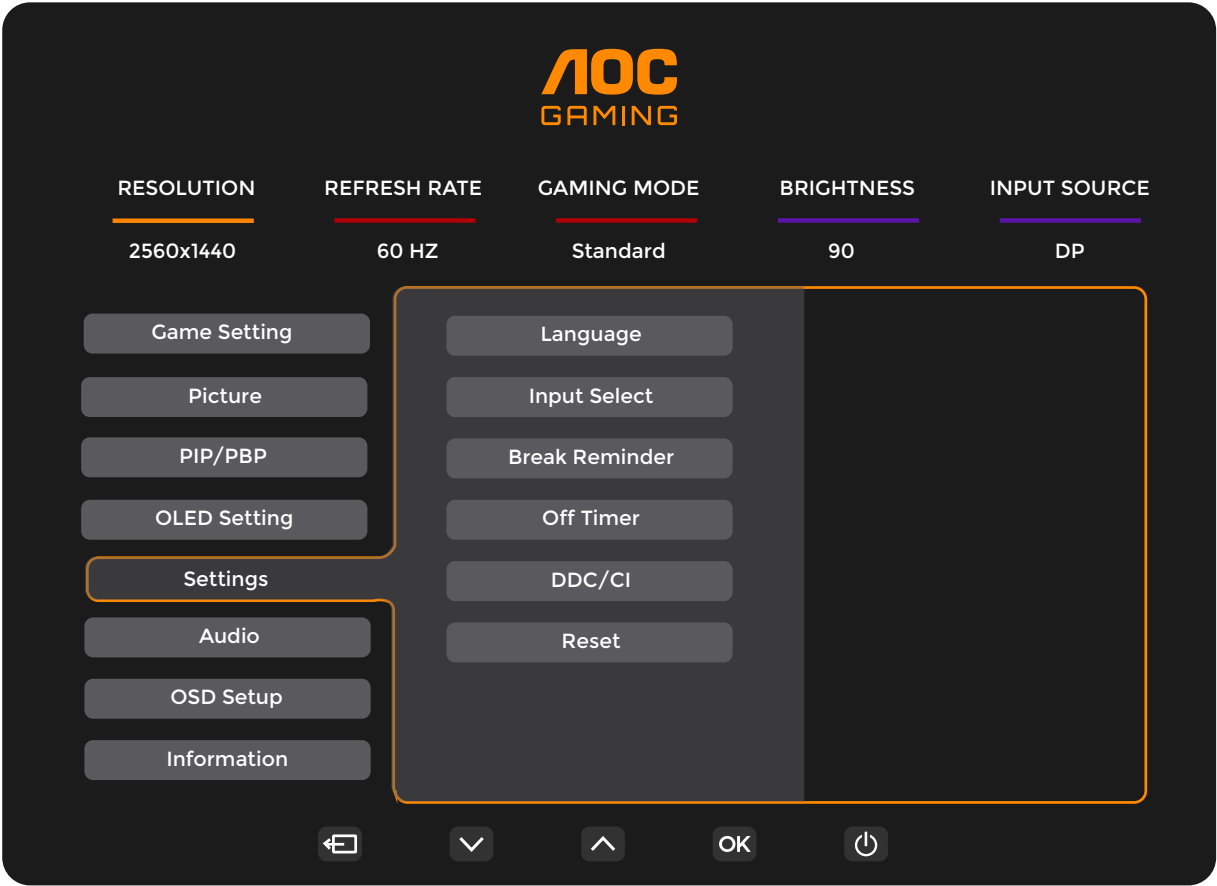 AOC
GAMING
RESOLUTION REFRESH RATE GAMING MODE BRIGHTNESS INPUT SOURCE
2560x1440 60 HZ Standard 90 DP
Game Setting
Picture
PIP/PBP
OLED Setting
Settings
Audio
OSD Setup
Information
Language
Input Select
Break Reminder
Off Timer
DDC/CI
Reset
OK